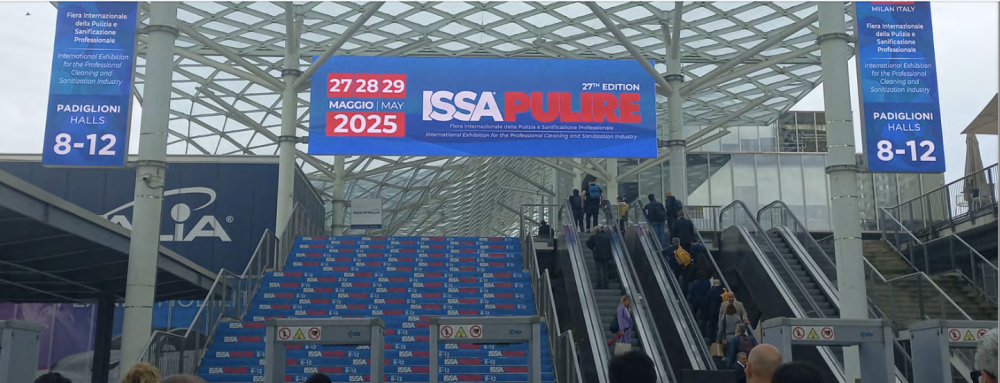 Fiera Internazionale
della Pulizia e
Sanificazione
Professionale
International Exhibition
for the Professional
Cleaning and
Sanitization Industry
PADIGLIONI
HALLS
8-12
27 28 29
MAGGIO | MAY
2025
27TH EDITION
ISSA PULIRE
Fiera Internazionale della Pulizia e Sanificazione Professionale
International Exhibition for the Professional Cleaning and Sanitization Industry
MILAN ITALY
Fiera Internazionale
della Pulizia e
Sanificazione
Professionale
International Exhibition
for the Professional
Cleaning and
Sanitization Industry
PADIGLIONI
HALLS
8-12
LIA®